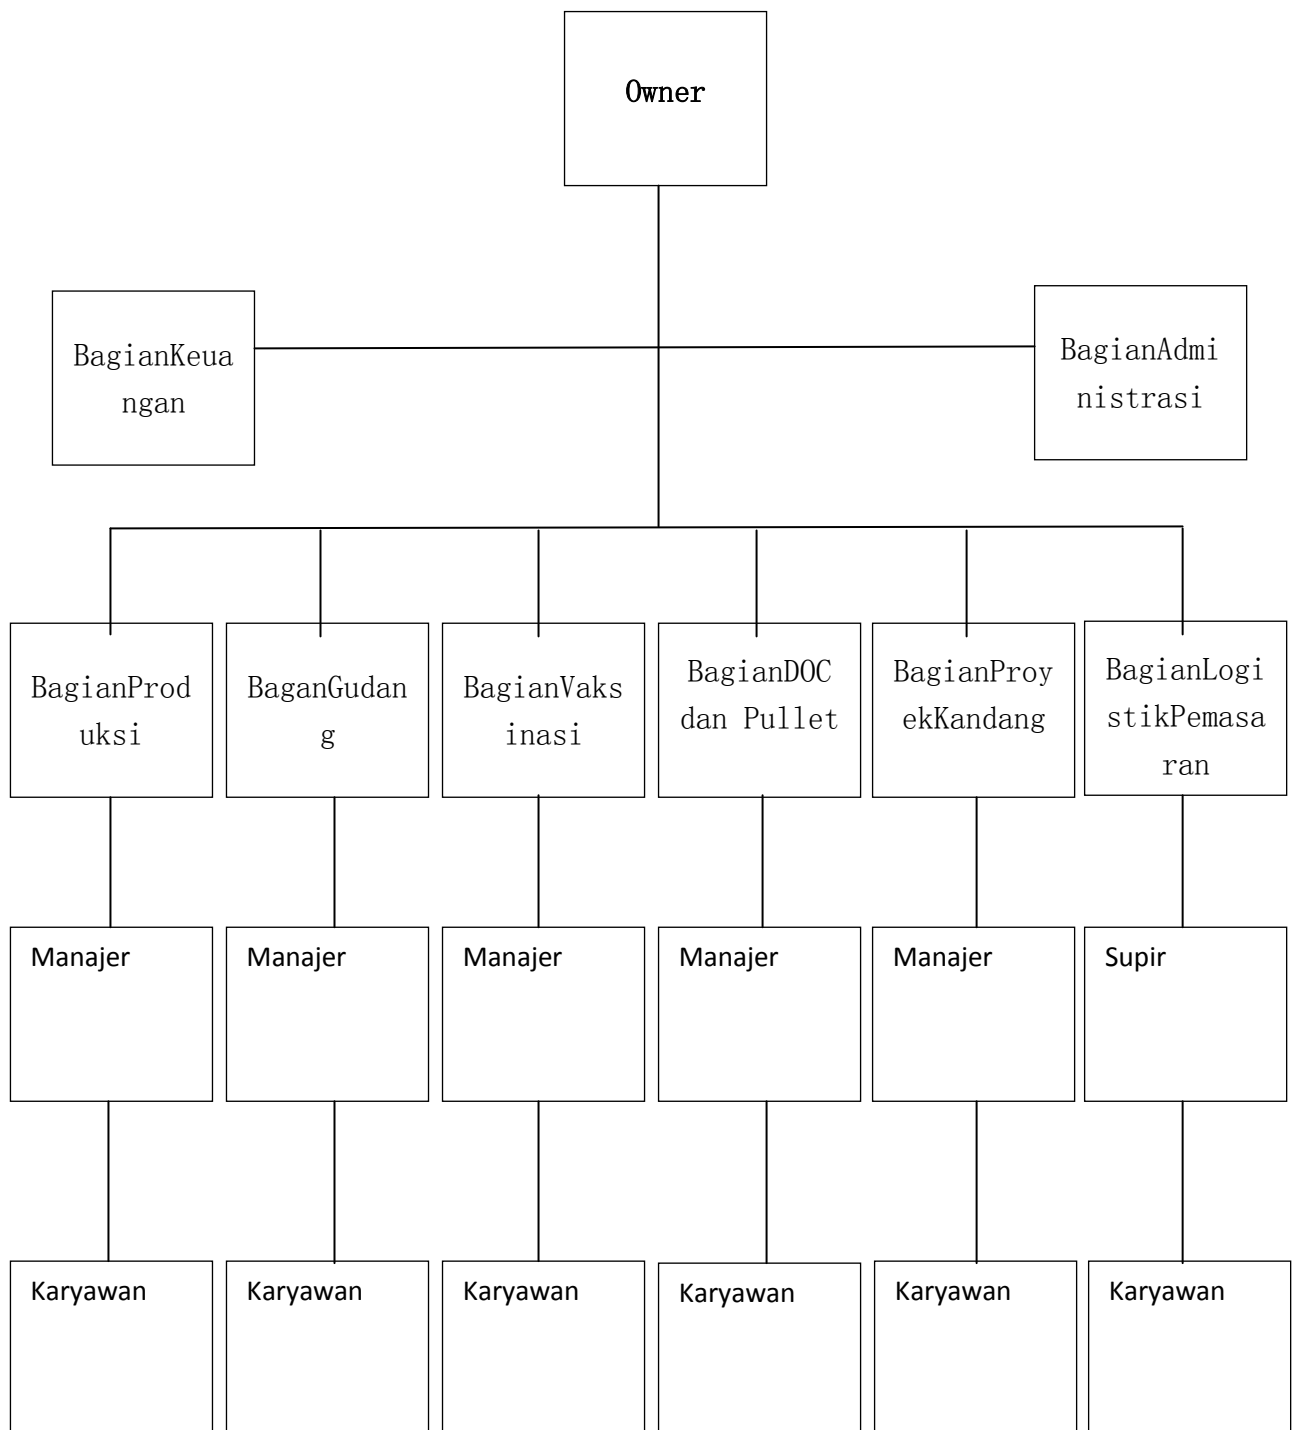 Owner
BagianKeua
ngan
BagianAdmi
nistrasi
BagianProd
uksi
BaganGudan
g
BagianVaks
inasi
BagianDOC
dan Pullet
BagianProy
ekKandang
BagianLogi
stikPemasa
ran
Manajer
Manajer
Manajer
Manajer
Manajer
Supir
Karyawan
Karyawan
Karyawan
Karyawan
Karyawan
Karyawan